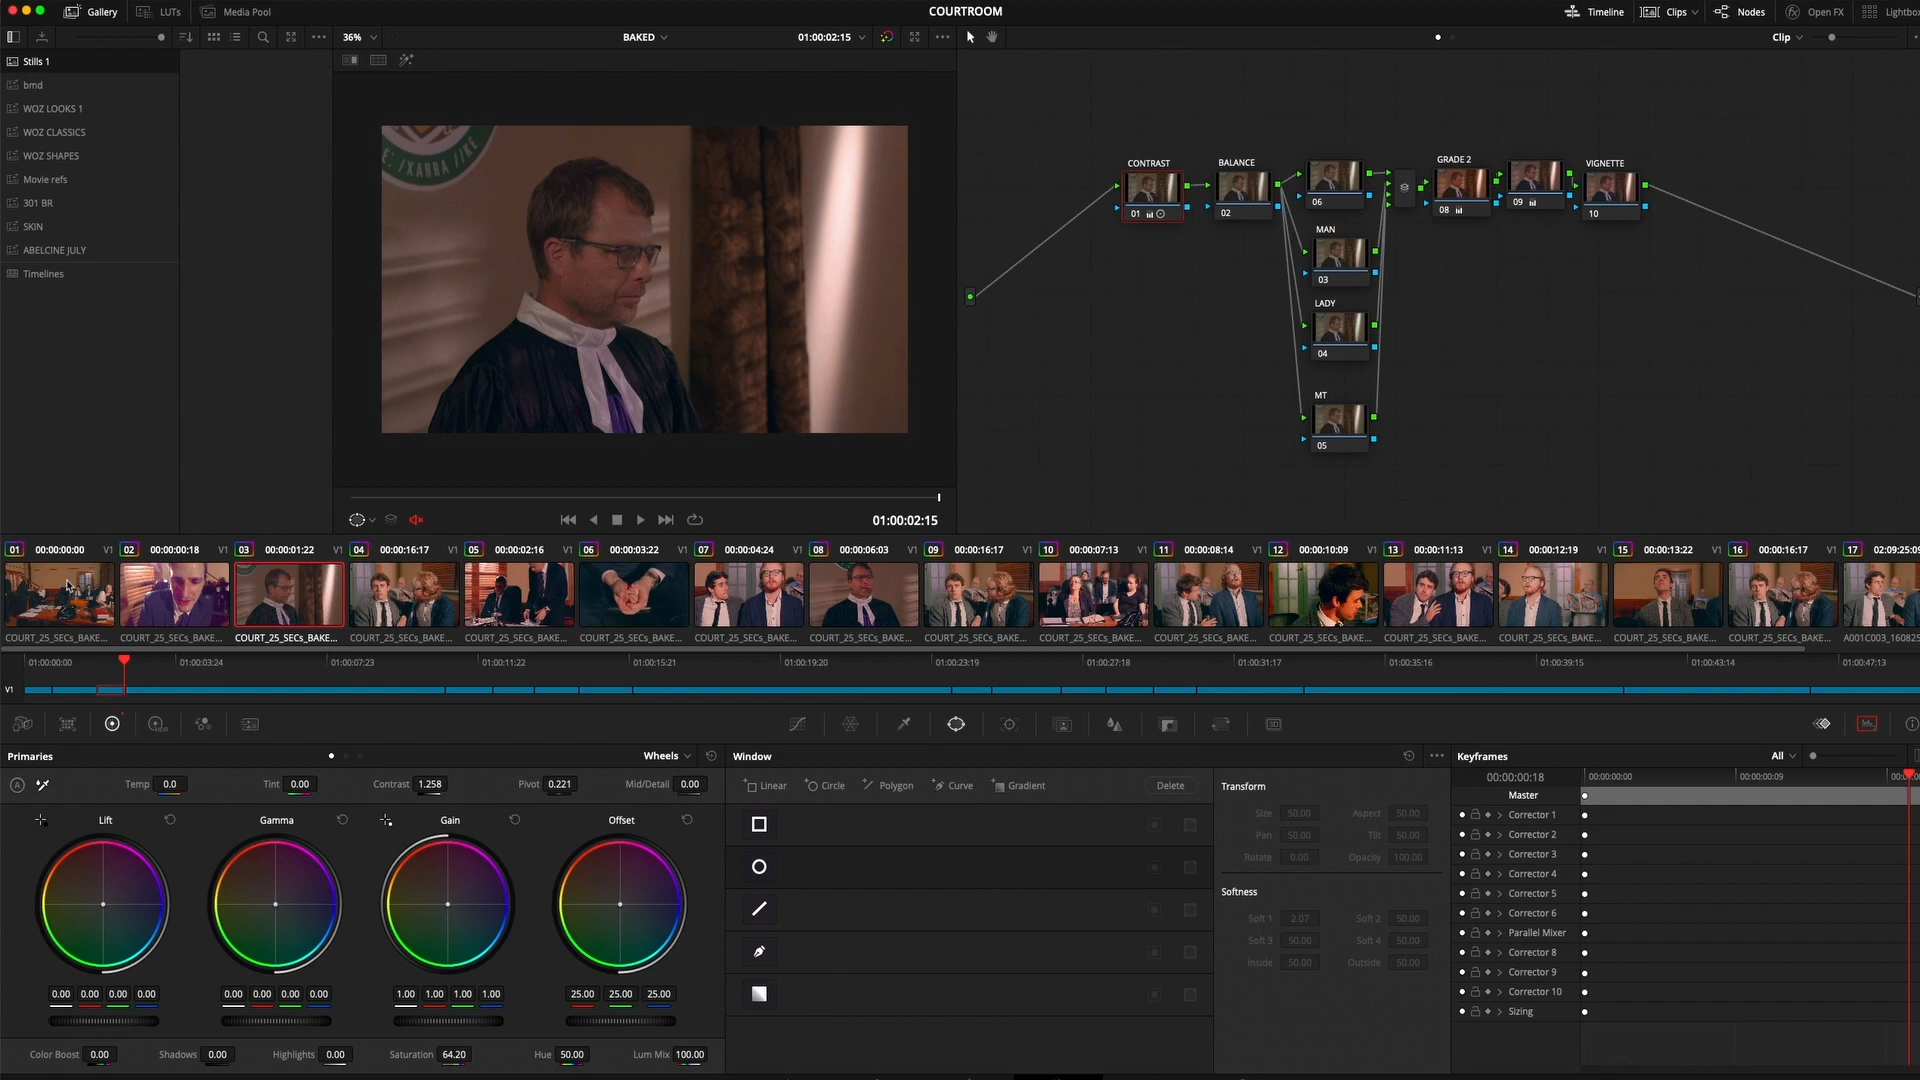 Gallery LUTs Media Pool COURTROOM Timeline Clips Nodes Open FX Lightbo
36% BAKED 01:00:02:15 Clip
Stills 1
bmd
WOZ LOOKS 1
WOZ CLASSICS
WOZ SHAPES
Movie refs
301 BR
SKIN
ABELCINE JULY
Timelines
E: /XARRA //KE
CONTRAST BALANCE GRADE 2 VIGNETTE
01 02 06 08 09 10
MAN
03
LADY
04
MT
05
01:00:02:15
01 00:00:00:00 V1 02 00:00:00:18 V1 03 00:00:01:22 V1 04 00:00:16:17 V1 05 00:00:02:16 V1 06 00:00:03:22 V1 07 00:00:04:24 V1 08 00:00:06:03 V1 09 00:00:16:17 V1 10 00:00:07:13 V1 11 00:00:08:14 V1 12 00:00:10:09 V1 13 00:00:11:13 V1 14 00:00:12:19 V1 15 00:00:13:22 V1 16 00:00:16:17 V1 17 02:09:25:09
COURT_25_SECs_BAKE... COURT_25_SECs_BAKE... COURT_25_SECs_BAKE... COURT_25_SECs_BAKE... COURT_25_SECs_BAKE... COURT_25_SECs_BAKE... COURT_25_SECs_BAKE... COURT_25_SECs_BAKE... COURT_25_SECs_BAKE... COURT_25_SECs_BAKE... COURT_25_SECs_BAKE... COURT_25_SECs_BAKE... COURT_25_SECs_BAKE... COURT_25_SECs_BAKE... COURT_25_SECs_BAKE... COURT_25_SECs_BAKE... A001C003_160825
01:00:00:00 01:00:03:24 01:00:07:23 01:00:11:22 01:00:15:21 01:00:19:20 01:00:23:19 01:00:27:18 01:00:31:17 01:00:35:16 01:00:39:15 01:00:43:14 01:00:47:13
V1
HDR 3D
Primaries Wheels Window Keyframes All
Temp 0.0 Tint 0.00 Contrast 1.258 Pivot 0.221 Mid/Detail 0.00
Linear Circle Polygon Curve Gradient Delete
Transform
Size 50.00 Aspect 50.00
Pan 50.00 Tilt 50.00
Rotate 0.00 Opacity 100.00
Softness
Soft 1 2.07 Soft 2 50.00
Soft 3 50.00 Soft 4 50.00
Inside 50.00 Outside 50.00
00:00:00:18 00:00:00:00 00:00:00:09
Master
Corrector 1
Corrector 2
Corrector 3
Corrector 4
Corrector 5
Corrector 6
Parallel Mixer
Corrector 8
Corrector 9
Corrector 10
Sizing
Lift Gamma Gain Offset
0.00 0.00 0.00 0.00 0.00 0.00 0.00 0.00 1.00 1.00 1.00 1.00 25.00 25.00 25.00
Color Boost 0.00 Shadows 0.00 Highlights 0.00 Saturation 64.20 Hue 50.00 Lum Mix 100.00